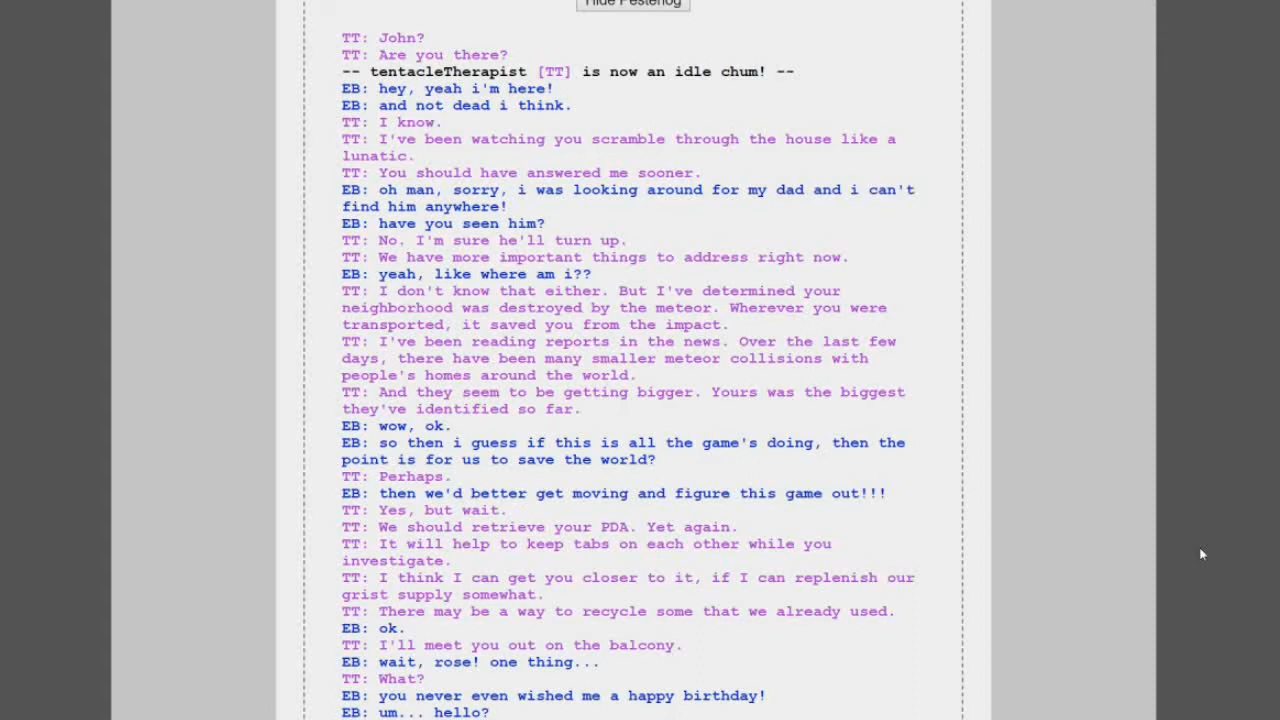 Hide Pesterlog
TT: John?
TT: Are you there?
-- tentacleTherapist [TT] is now an idle chum! --
EB: hey, yeah i'm here!
EB: and not dead i think.
TT: I know.
TT: I've been watching you scramble through the house like a
lunatic.
TT: You should have answered me sooner.
EB: oh man, sorry, i was looking around for my dad and i can't
find him anywhere!
EB: have you seen him?
TT: No. I'm sure he'll turn up.
TT: We have more important things to address right now.
EB: yeah, like where am i??
TT: I don't know that either. But I've determined your
neighborhood was destroyed by the meteor. Wherever you were
transported, it saved you from the impact.
TT: I've been reading reports in the news. Over the last few
days, there have been many smaller meteor collisions with
people's homes around the world.
TT: And they seem to be getting bigger. Yours was the biggest
they've identified so far.
EB: wow, ok.
EB: so then i guess if this is all the game's doing, then the
point is for us to save the world?
TT: Perhaps.
EB: then we'd better get moving and figure this game out!!!
TT: Yes, but wait.
TT: We should retrieve your PDA. Yet again.
TT: It will help to keep tabs on each other while you
investigate.
TT: I think I can get you closer to it, if I can replenish our
grist supply somewhat.
TT: There may be a way to recycle some that we already used.
EB: ok.
TT: I'll meet you out on the balcony.
EB: wait, rose! one thing...
TT: What?
EB: you never even wished me a happy birthday!
EB: um... hello?